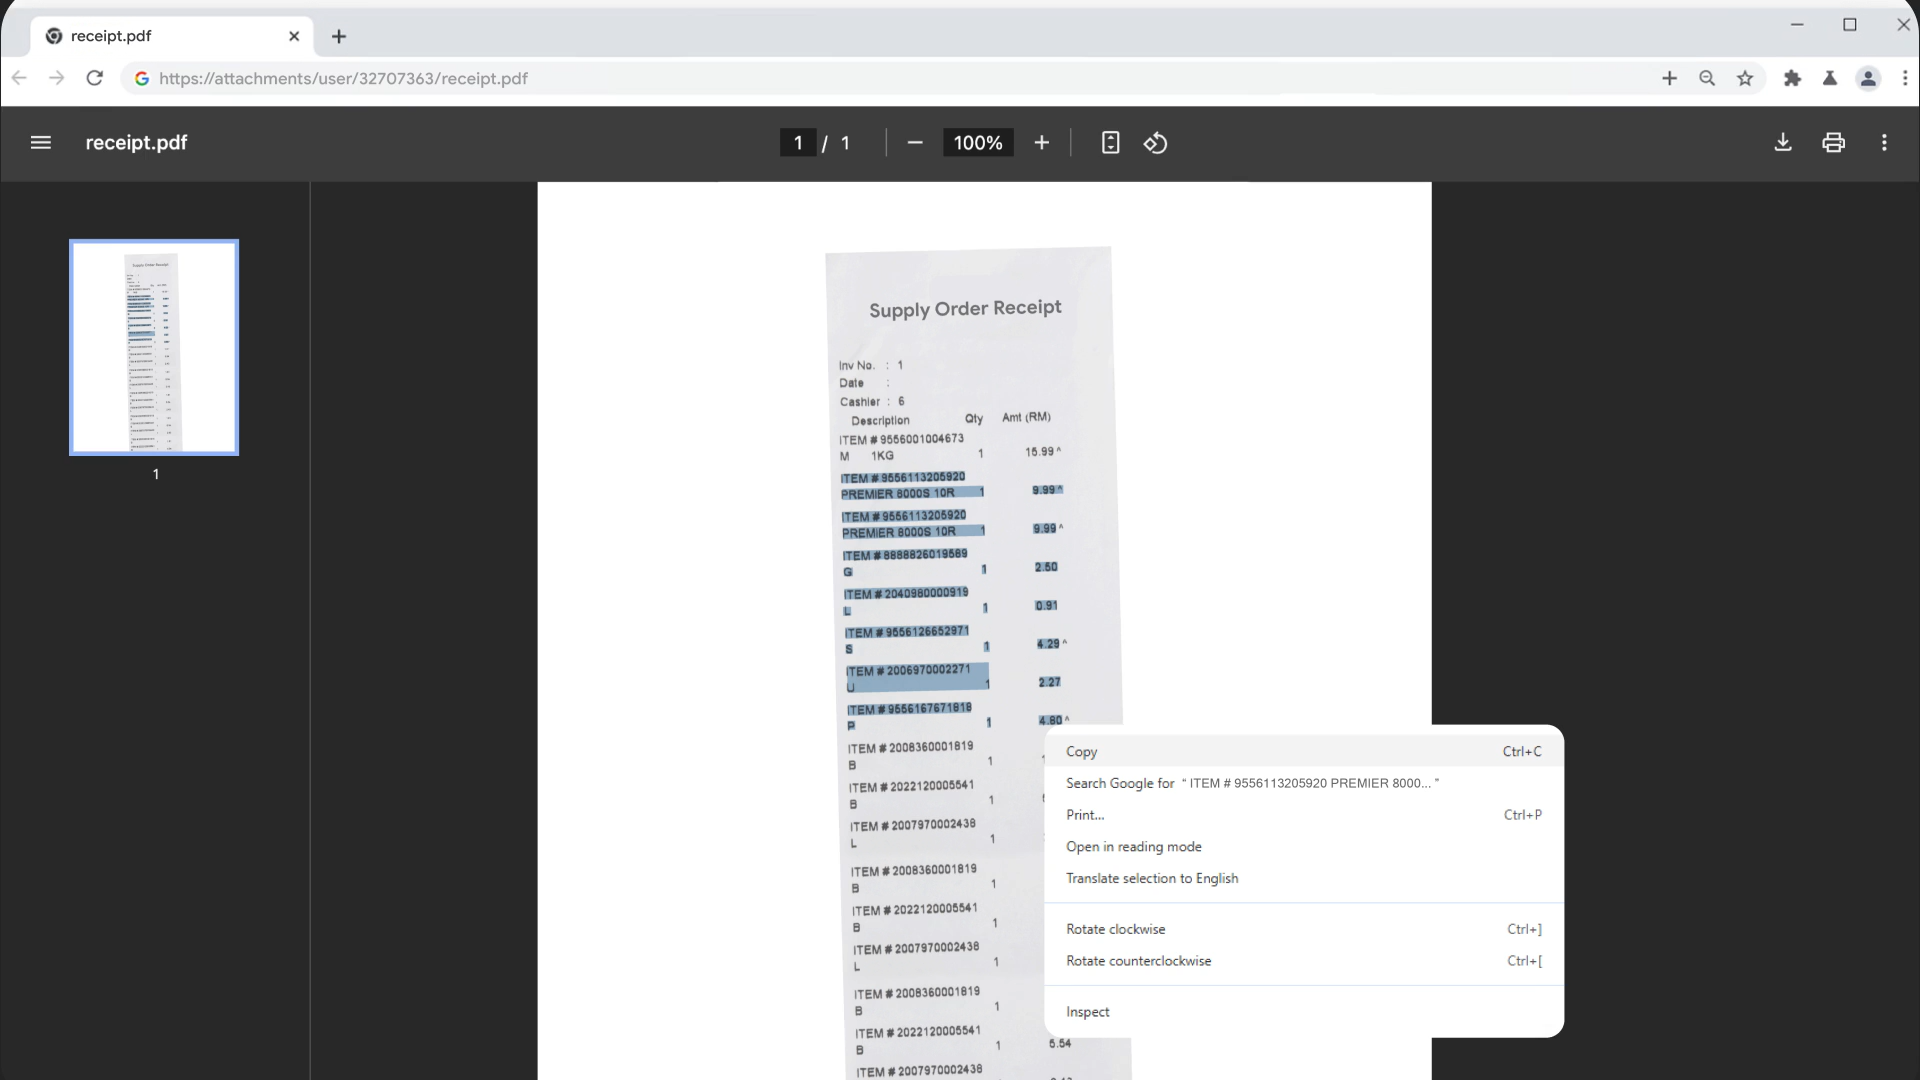 receipt.pdf
https://attachments/user/32707363/receipt.pdf
receipt.pdf
1 / 1
100%
1
Supply Order Receipt
Inv No. : 1
Date :
Cashier : 6
Description Qty Amt (RM)
ITEM # 9556001004673
M 1KG 1 15.99 ^
ITEM # 9556113205920
PREMIER 8000S 10R 1 9.99 ^
ITEM # 9556113205920
PREMIER 8000S 10R 1 9.99 ^
ITEM # 8888826019569
G 1 2.50
ITEM # 2040980000919
L 1 0.91
ITEM # 9556126652971
S 1 4.29 ^
ITEM # 2006970002271
U 1 2.27
ITEM # 9556167671818
P 1 4.80 ^
ITEM # 2008360001819
B 1
ITEM # 2022120005541
B 1
ITEM # 2007970002438
L 1
ITEM # 2008360001819
B 1
ITEM # 2022120005541
B 1
ITEM # 2007970002438
L 1
ITEM # 2008360001819
B 1
ITEM # 2022120005541
B 1 5.54
ITEM # 2007970002438
Copy Ctrl+C
Search Google for “ ITEM # 9556113205920 PREMIER 8000... ”
Print... Ctrl+P
Open in reading mode
Translate selection to English
Rotate clockwise Ctrl+]
Rotate counterclockwise Ctrl+[
Inspect